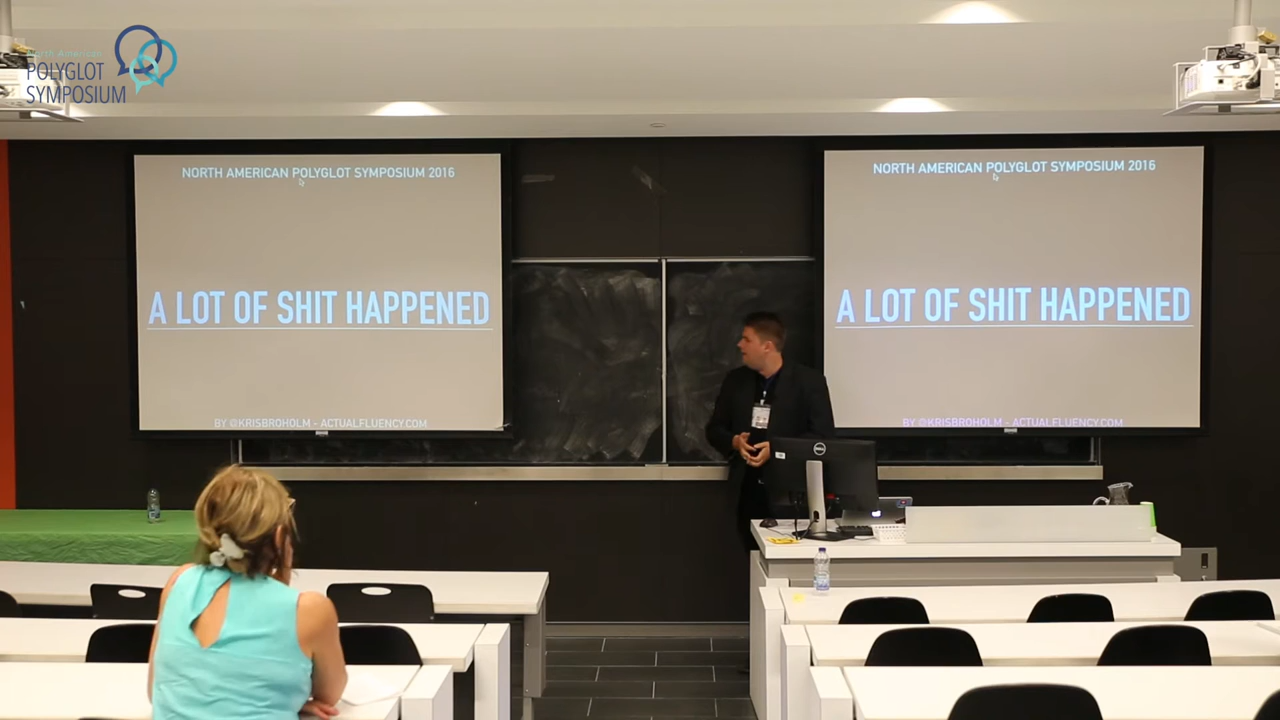 North American
POLYGLOT
SYMPOSIUM
NORTH AMERICAN POLYGLOT SYMPOSIUM 2016
A LOT OF SHIT HAPPENED
BY @KRISBROHOLM - ACTUALFLUENCY.COM
NORTH AMERICAN POLYGLOT SYMPOSIUM 2016
A LOT OF SHIT HAPPENED
BY @KRISBROHOLM - ACTUALFLUENCY.COM
DELL